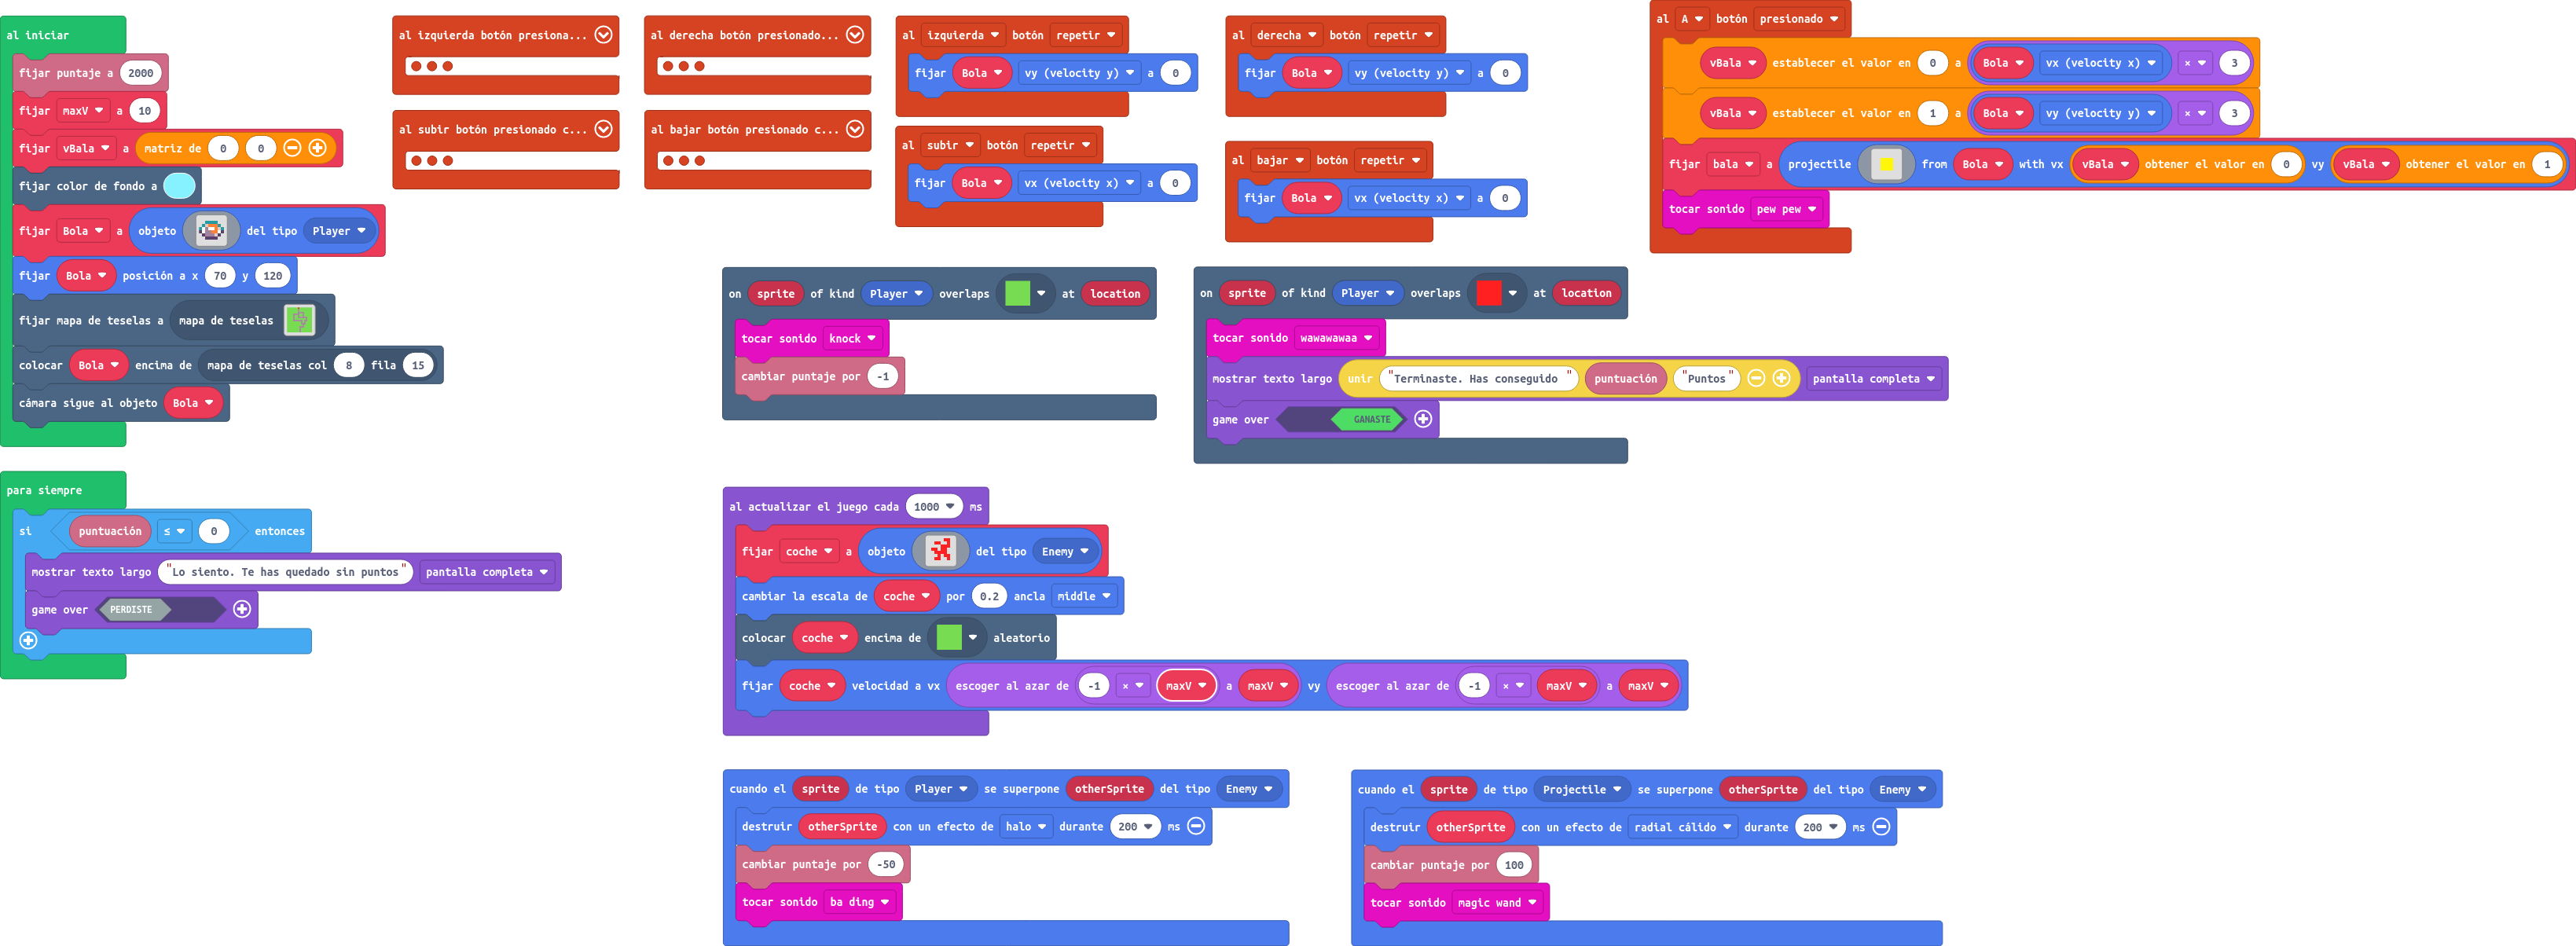 al iniciar
fijar puntaje a 2000
fijar maxV a 10
fijar vBala a matriz de 0 0
fijar color de fondo a
fijar Bola a objeto del tipo Player
fijar Bola posición a x 70 y 120
fijar mapa de teselas a mapa de teselas
colocar Bola encima de mapa de teselas col 8 fila 15
cámara sigue al objeto Bola
para siempre
si puntuación ≤ 0 entonces
mostrar texto largo "Lo siento. Te has quedado sin puntos" pantalla completa
game over PERDISTE
al izquierda botón presiona...
al derecha botón presionado...
al subir botón presionado c...
al bajar botón presionado c...
al izquierda botón repetir
fijar Bola vy (velocity y) a 0
al derecha botón repetir
fijar Bola vy (velocity y) a 0
al subir botón repetir
fijar Bola vx (velocity x) a 0
al bajar botón repetir
fijar Bola vx (velocity x) a 0
al A botón presionado
vBala establecer el valor en 0 a Bola vx (velocity x) × 3
vBala establecer el valor en 1 a Bola vy (velocity y) × 3
fijar bala a projectile from Bola with vx vBala obtener el valor en 0 vy vBala obtener el valor en 1
tocar sonido pew pew
on sprite of kind Player overlaps at location
tocar sonido knock
cambiar puntaje por -1
on sprite of kind Player overlaps at location
tocar sonido wawawawaa
mostrar texto largo unir "Terminaste. Has conseguido " puntuación "Puntos" pantalla completa
game over GANASTE
al actualizar el juego cada 1000 ms
fijar coche a objeto del tipo Enemy
cambiar la escala de coche por 0.2 ancla middle
colocar coche encima de aleatorio
fijar coche velocidad a vx escoger al azar de -1 × maxV a maxV vy escoger al azar de -1 × maxV a maxV
cuando el sprite de tipo Player se superpone otherSprite del tipo Enemy
destruir otherSprite con un efecto de halo durante 200 ms
cambiar puntaje por -50
tocar sonido ba ding
cuando el sprite de tipo Projectile se superpone otherSprite del tipo Enemy
destruir otherSprite con un efecto de radial cálido durante 200 ms
cambiar puntaje por 100
tocar sonido magic wand